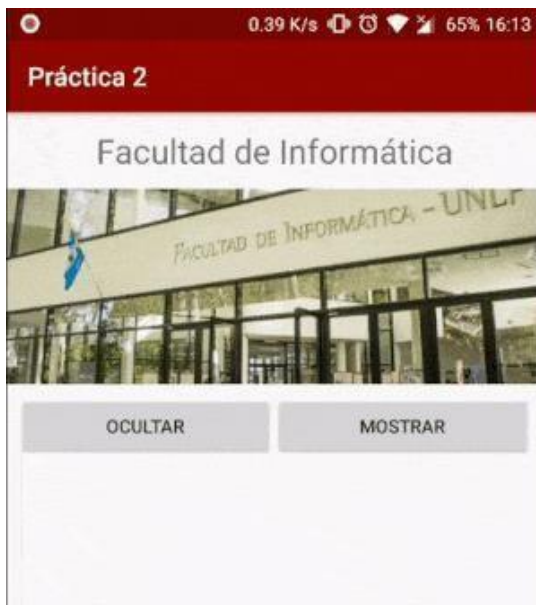 0.39 K/s 65% 16:13
Práctica 2
Facultad de Informática
FACULTAD DE INFORMÁTICA - UNLP
OCULTAR MOSTRAR